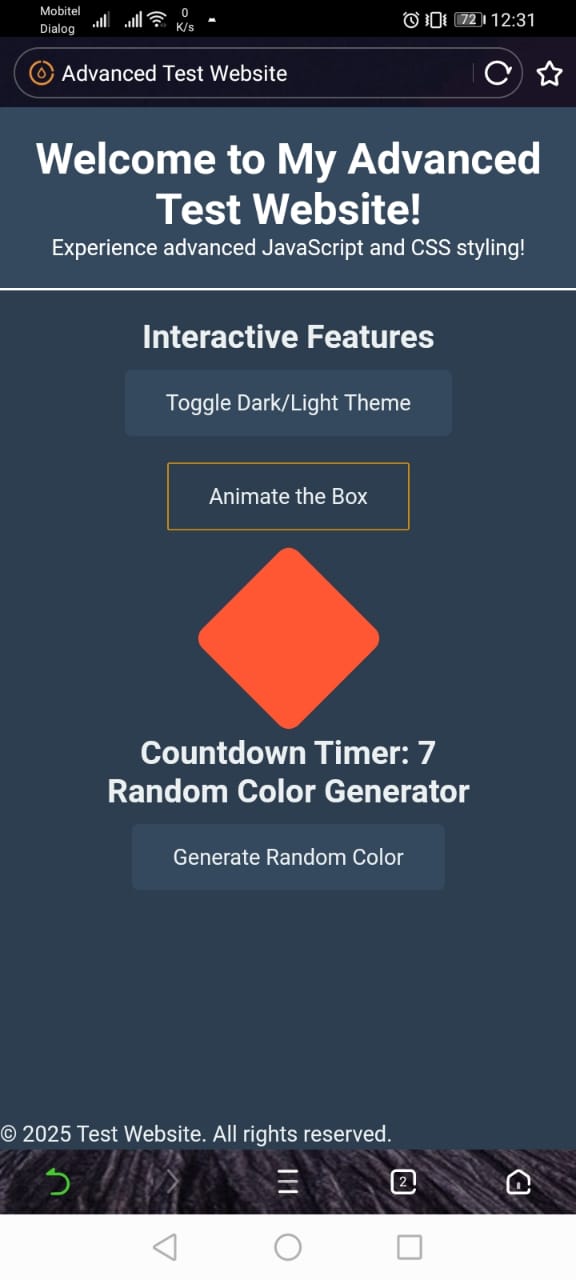 Mobitel
Dialog
0
K/s
72
12:31
Advanced Test Website
Welcome to My Advanced
Test Website!
Experience advanced JavaScript and CSS styling!
Interactive Features
Toggle Dark/Light Theme
Animate the Box
Countdown Timer: 7
Random Color Generator
Generate Random Color
© 2025 Test Website. All rights reserved.
2